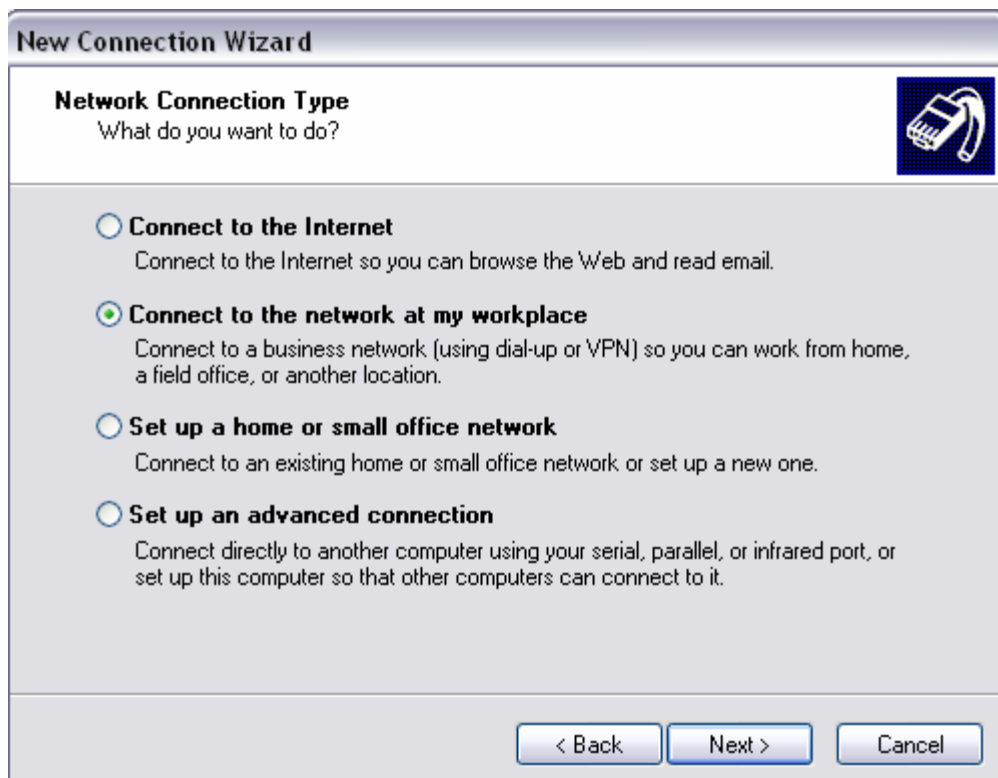 New Connection Wizard
Network Connection Type
What do you want to do?
Connect to the Internet
Connect to the Internet so you can browse the Web and read email.
Connect to the network at my workplace
Connect to a business network (using dial-up or VPN) so you can work from home,
a field office, or another location.
Set up a home or small office network
Connect to an existing home or small office network or set up a new one.
Set up an advanced connection
Connect directly to another computer using your serial, parallel, or infrared port, or
set up this computer so that other computers can connect to it.
< Back
Next >
Cancel